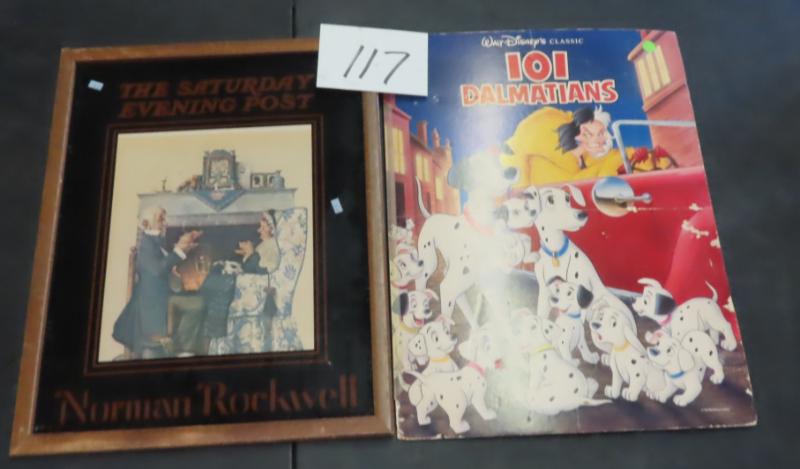 117
THE SATURDAY
EVENING POST
Norman Rockwell
WALT DISNEY'S CLASSIC
101
DALMATIANS